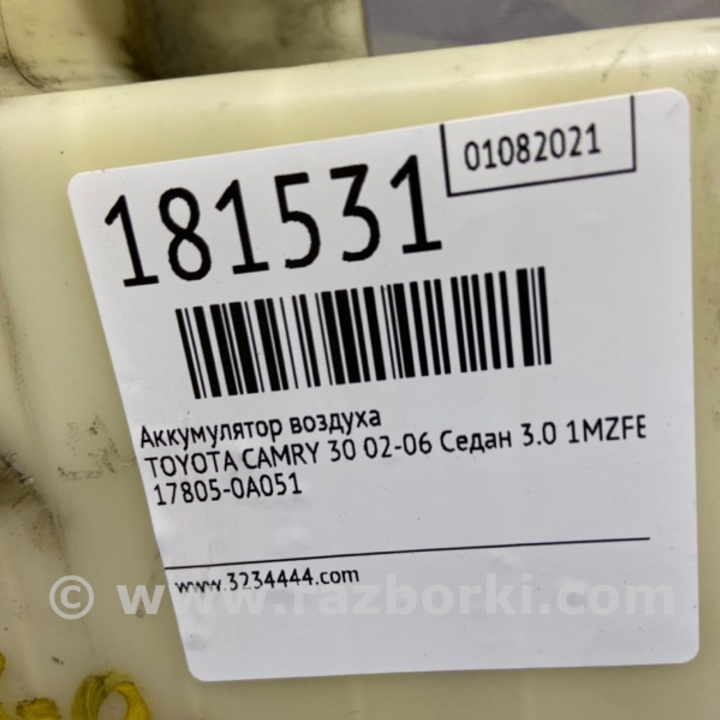 01082021
181531
Аккумулятор воздуха
TOYOTA CAMRY 30 02-06 Седан 3.0 1MZFE
17805-0A051
www.3234444.com
© www.razborki.com